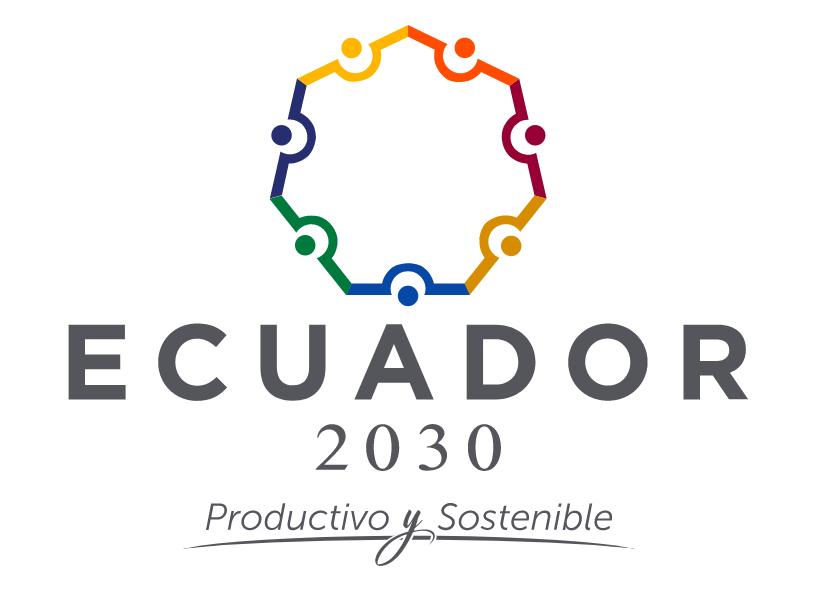 ECUADOR
2030
Productivo y Sostenible